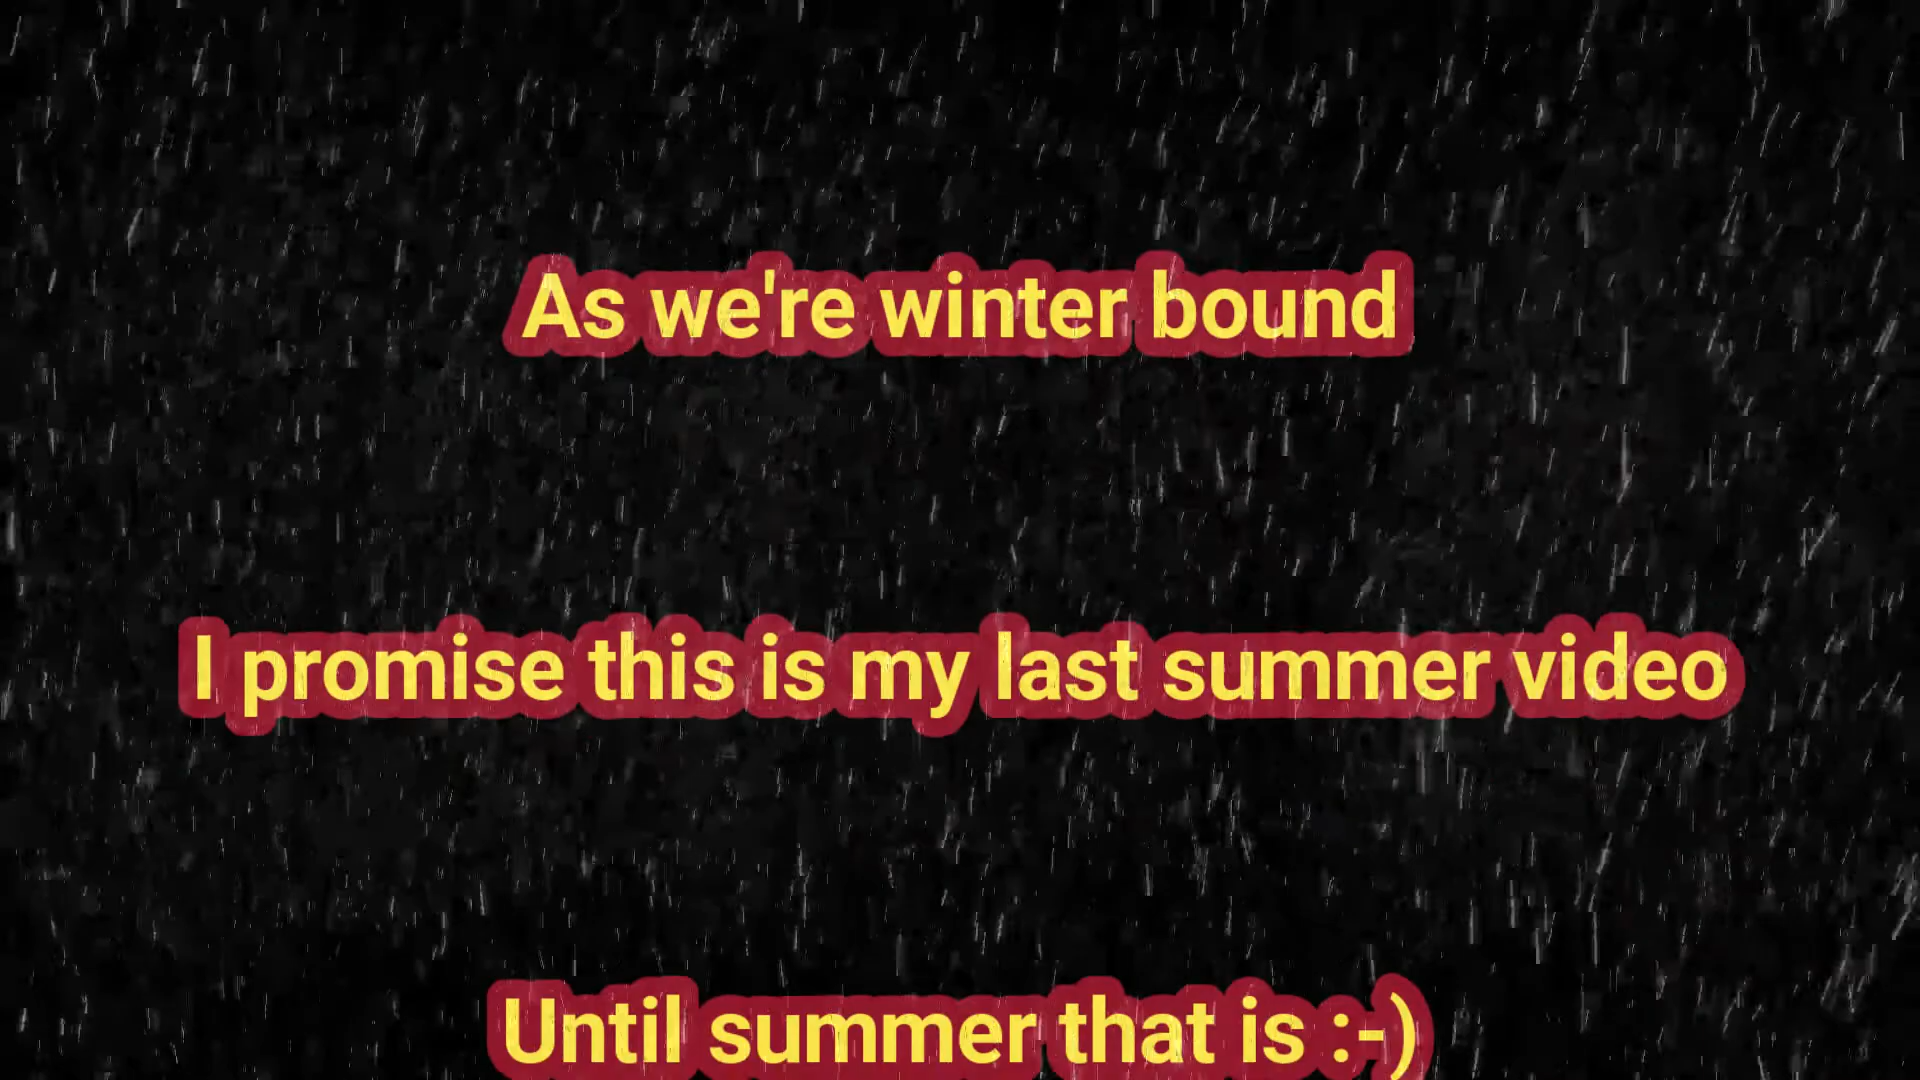 As we're winter bound
I promise this is my last summer video
Until summer that is :-)